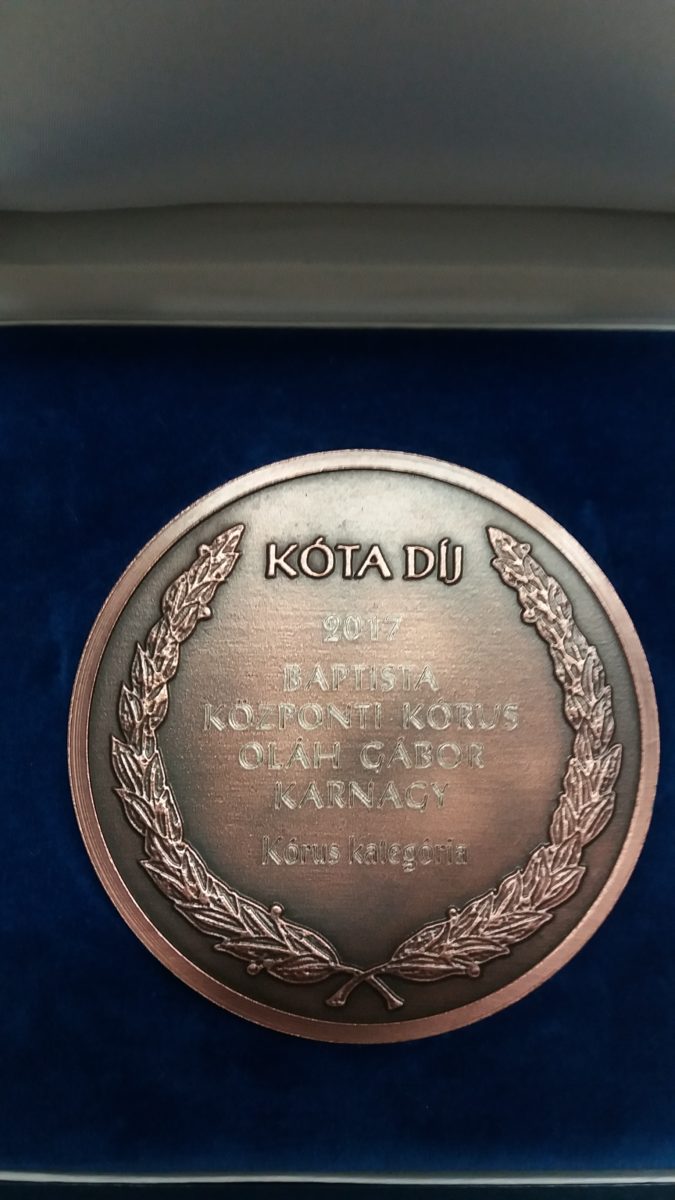 KÓTA DÍJ
2017
BAPTISTA
KÖZPONTI KÓRUS
OLÁH GÁBOR
KARNAGY
Kórus kategória